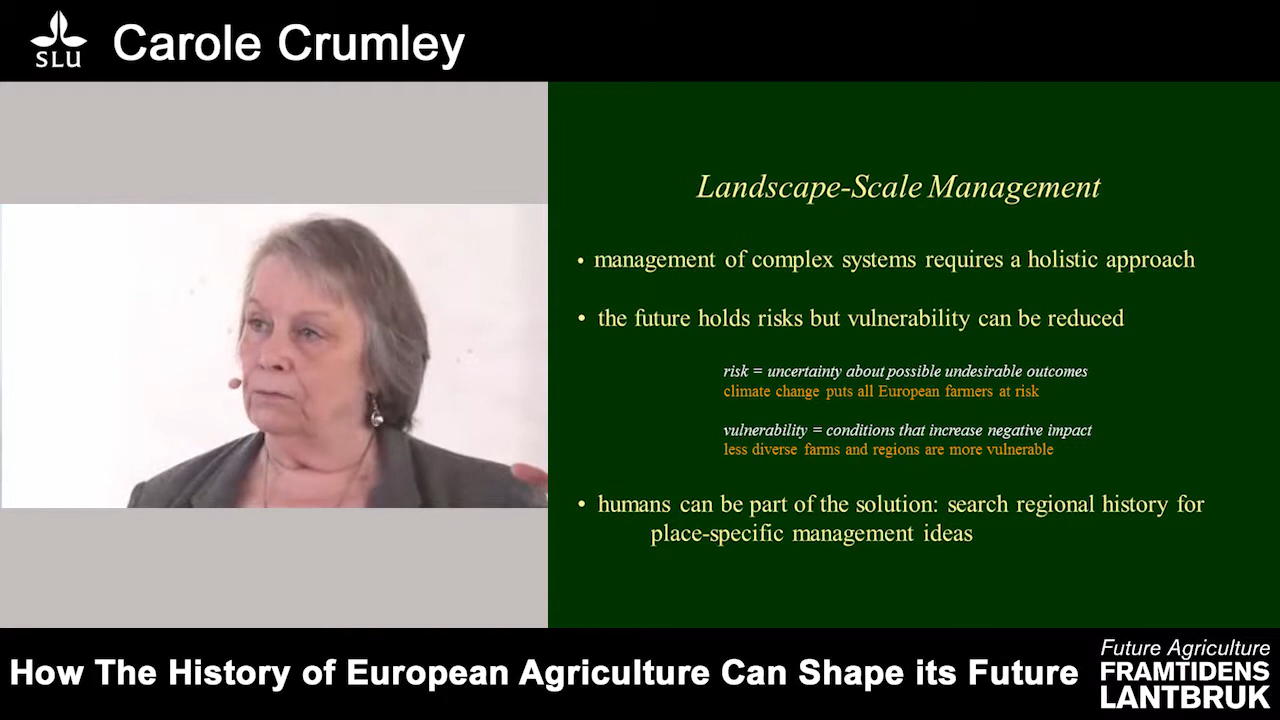 SLU
Carole Crumley
Landscape-Scale Management
• management of complex systems requires a holistic approach
• the future holds risks but vulnerability can be reduced
risk = uncertainty about possible undesirable outcomes
climate change puts all European farmers at risk
vulnerability = conditions that increase negative impact
less diverse farms and regions are more vulnerable
• humans can be part of the solution: search regional history for
place-specific management ideas
How The History of European Agriculture Can Shape its Future
Future Agriculture
FRAMTIDENS
LANTBRUK